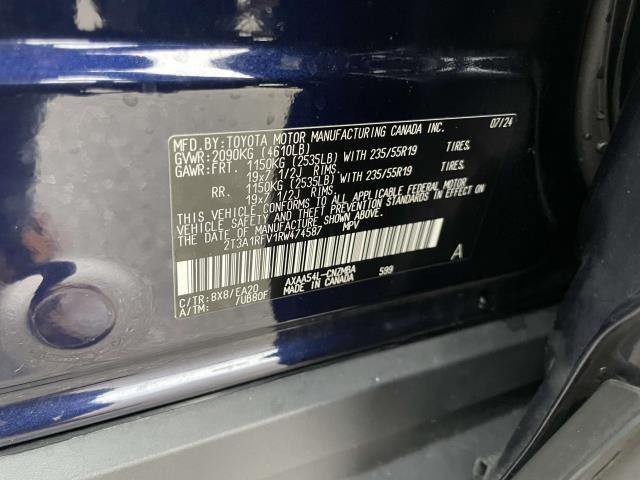 MFD.BY:TOYOTA MOTOR MANUFACTURING CANADA INC. 07/24
GVWR:2090KG (4610LB)
GAWR:FRT. 1150KG (2535LB) WITH 235/55R19 TIRES.
19x7 1/2J RIMS.
RR. 1150KG (2535LB) WITH 235/55R19 TIRES.
19x7 1/2J RIMS.
THIS VEHICLE CONFORMS TO ALL APPLICABLE FEDERAL MOTOR
VEHICLE SAFETY AND THEFT PREVENTION STANDARDS IN EFFECT ON
THE DATE OF MANUFACTURE SHOWN ABOVE.
2T3A1RFV1RW474587 MPV
A
AXAA54L-CNZMBA 599
C/TR:8X8/EA20 MADE IN CANADA
A/TM: /UB80F